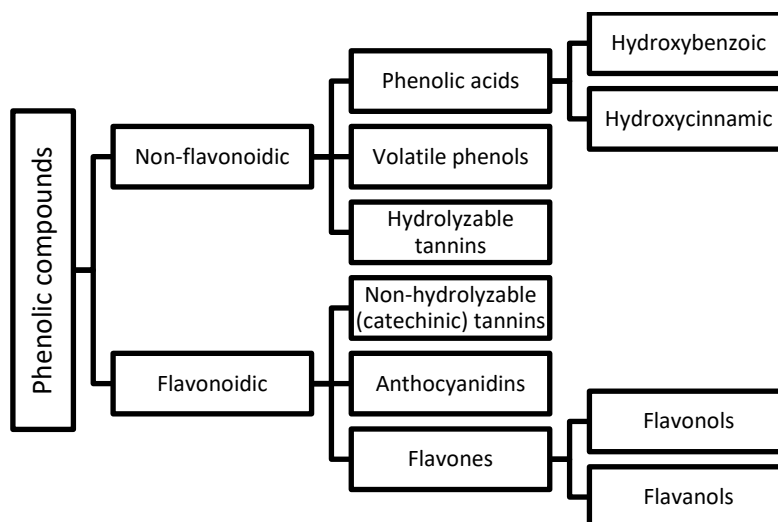 Phenolic compounds
Non-flavonoidic
Phenolic acids
Hydroxybenzoic
Hydroxycinnamic
Volatile phenols
Hydrolyzable
tannins
Flavonoidic
Non-hydrolyzable
(catechinic) tannins
Anthocyanidins
Flavones
Flavonols
Flavanols